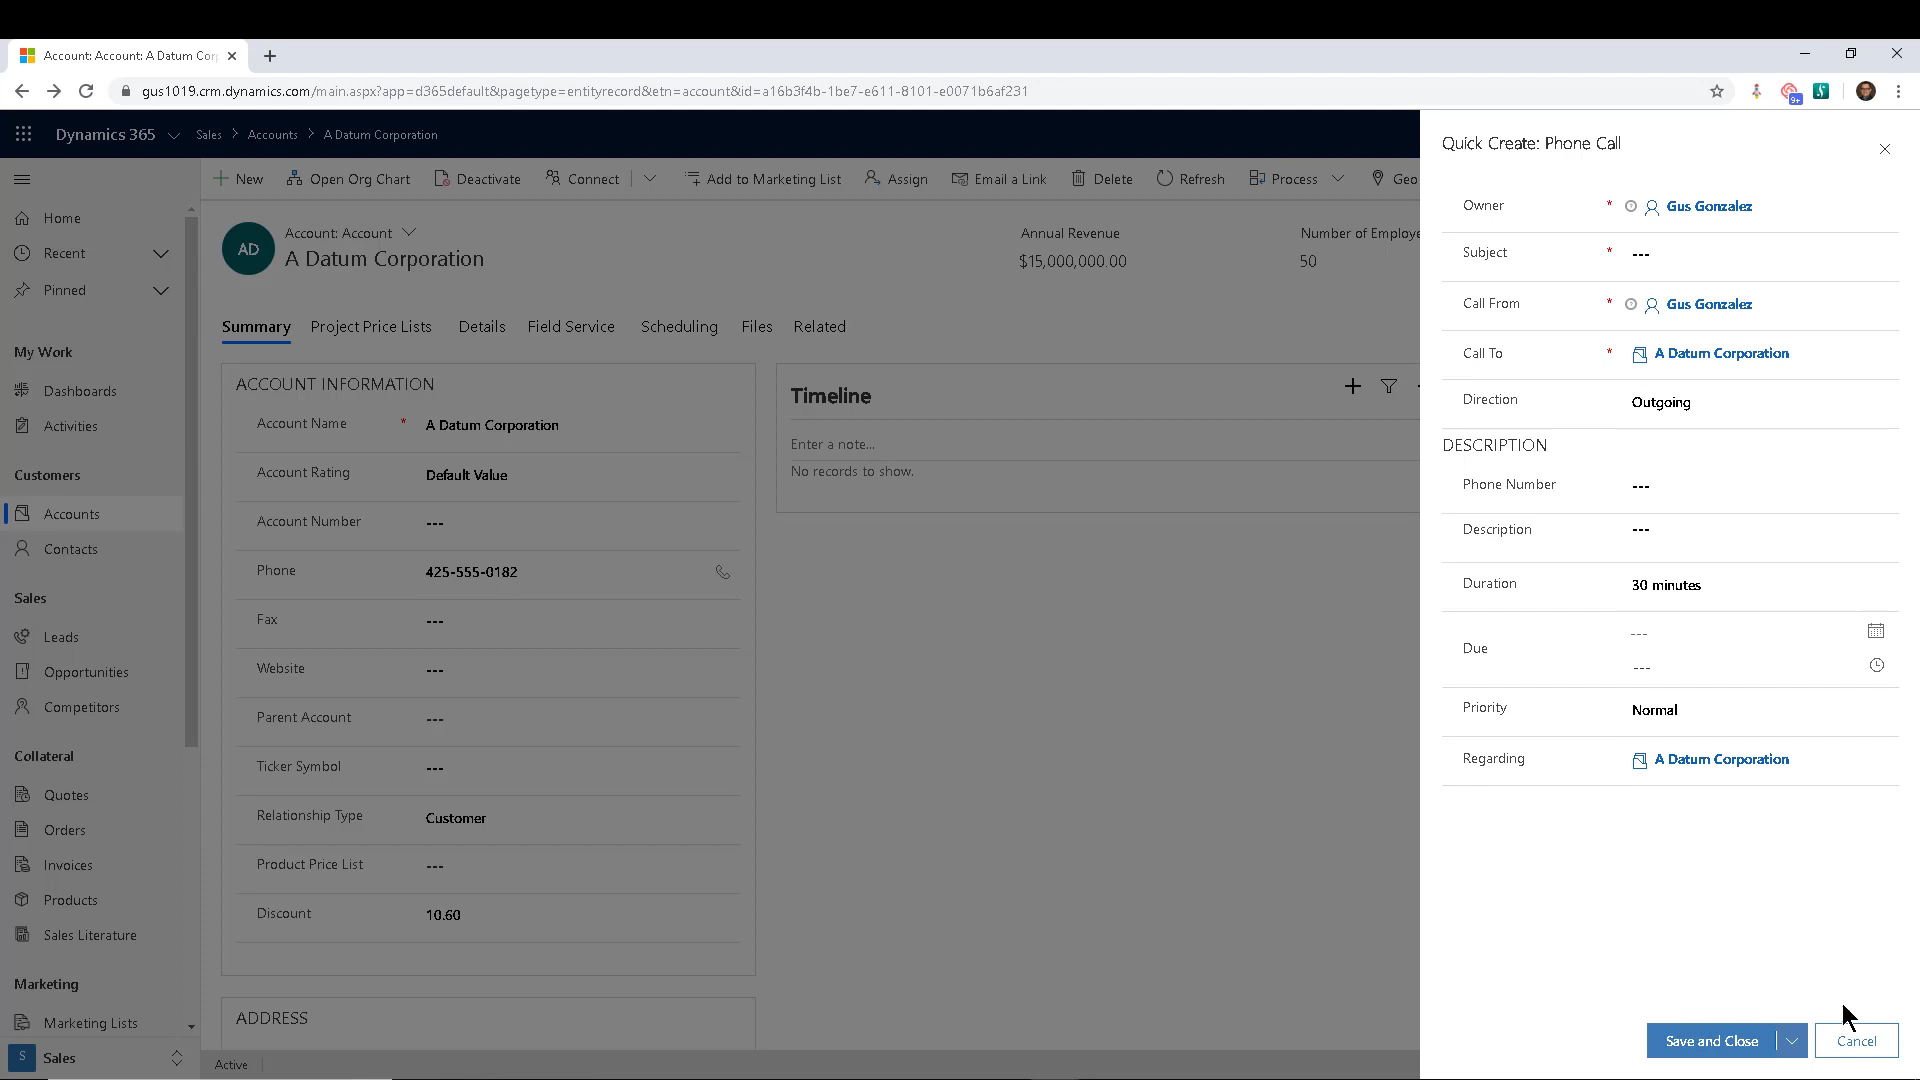 Account: Account: A Datum Cor
gus1019.crm.dynamics.com/main.aspx?app=d365default&pagetype=entityrecord&etn=account&id=a16b3f4b-1be7-e611-8101-e0071b6af231
9+
Dynamics 365
Sales > Accounts > A Datum Corporation
New
Open Org Chart
Deactivate
Connect
Add to Marketing List
Assign
Email a Link
Delete
Refresh
Process
Geo
Home
Recent
Pinned
My Work
Dashboards
Activities
Customers
Accounts
Contacts
Sales
Leads
Opportunities
Competitors
Collateral
Quotes
Orders
Invoices
Products
Sales Literature
Marketing
Marketing Lists
S Sales
AD
Account: Account
A Datum Corporation
Annual Revenue
$15,000,000.00
Number of Employe
50
Summary
Project Price Lists
Details
Field Service
Scheduling
Files
Related
ACCOUNT INFORMATION
Account Name * A Datum Corporation
Account Rating Default Value
Account Number ---
Phone 425-555-0182
Fax ---
Website ---
Parent Account ---
Ticker Symbol ---
Relationship Type Customer
Product Price List ---
Discount 10.60
ADDRESS
Active
Timeline
Enter a note...
No records to show.
Quick Create: Phone Call
Owner * Gus Gonzalez
Subject * ---
Call From * Gus Gonzalez
Call To * A Datum Corporation
Direction Outgoing
DESCRIPTION
Phone Number ---
Description ---
Duration 30 minutes
Due ---
---
Priority Normal
Regarding A Datum Corporation
Save and Close
Cancel